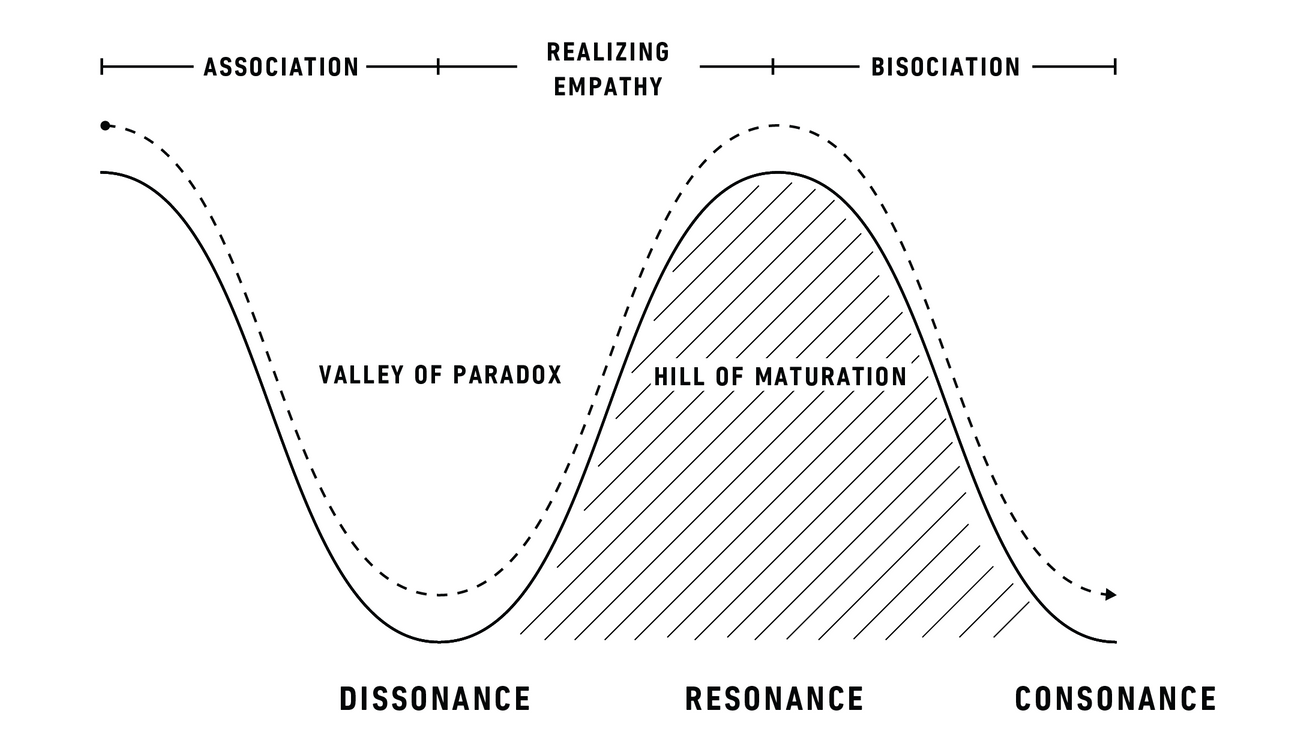 ASSOCIATION
REALIZING
EMPATHY
BISOCIATION
VALLEY OF PARADOX
HILL OF MATURATION
DISSONANCE
RESONANCE
CONSONANCE